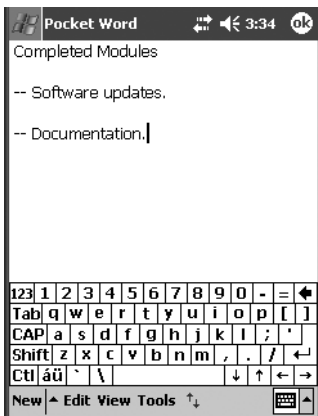 Pocket Word 3:34 ok
Completed Modules
-- Software updates.
-- Documentation.
123 1 2 3 4 5 6 7 8 9 0 - =
Tab q w e r t y u i o p [ ]
CAP a s d f g h j k l ; '
Shift z x c v b n m , . /
Ctl áü ` \
New Edit View Tools